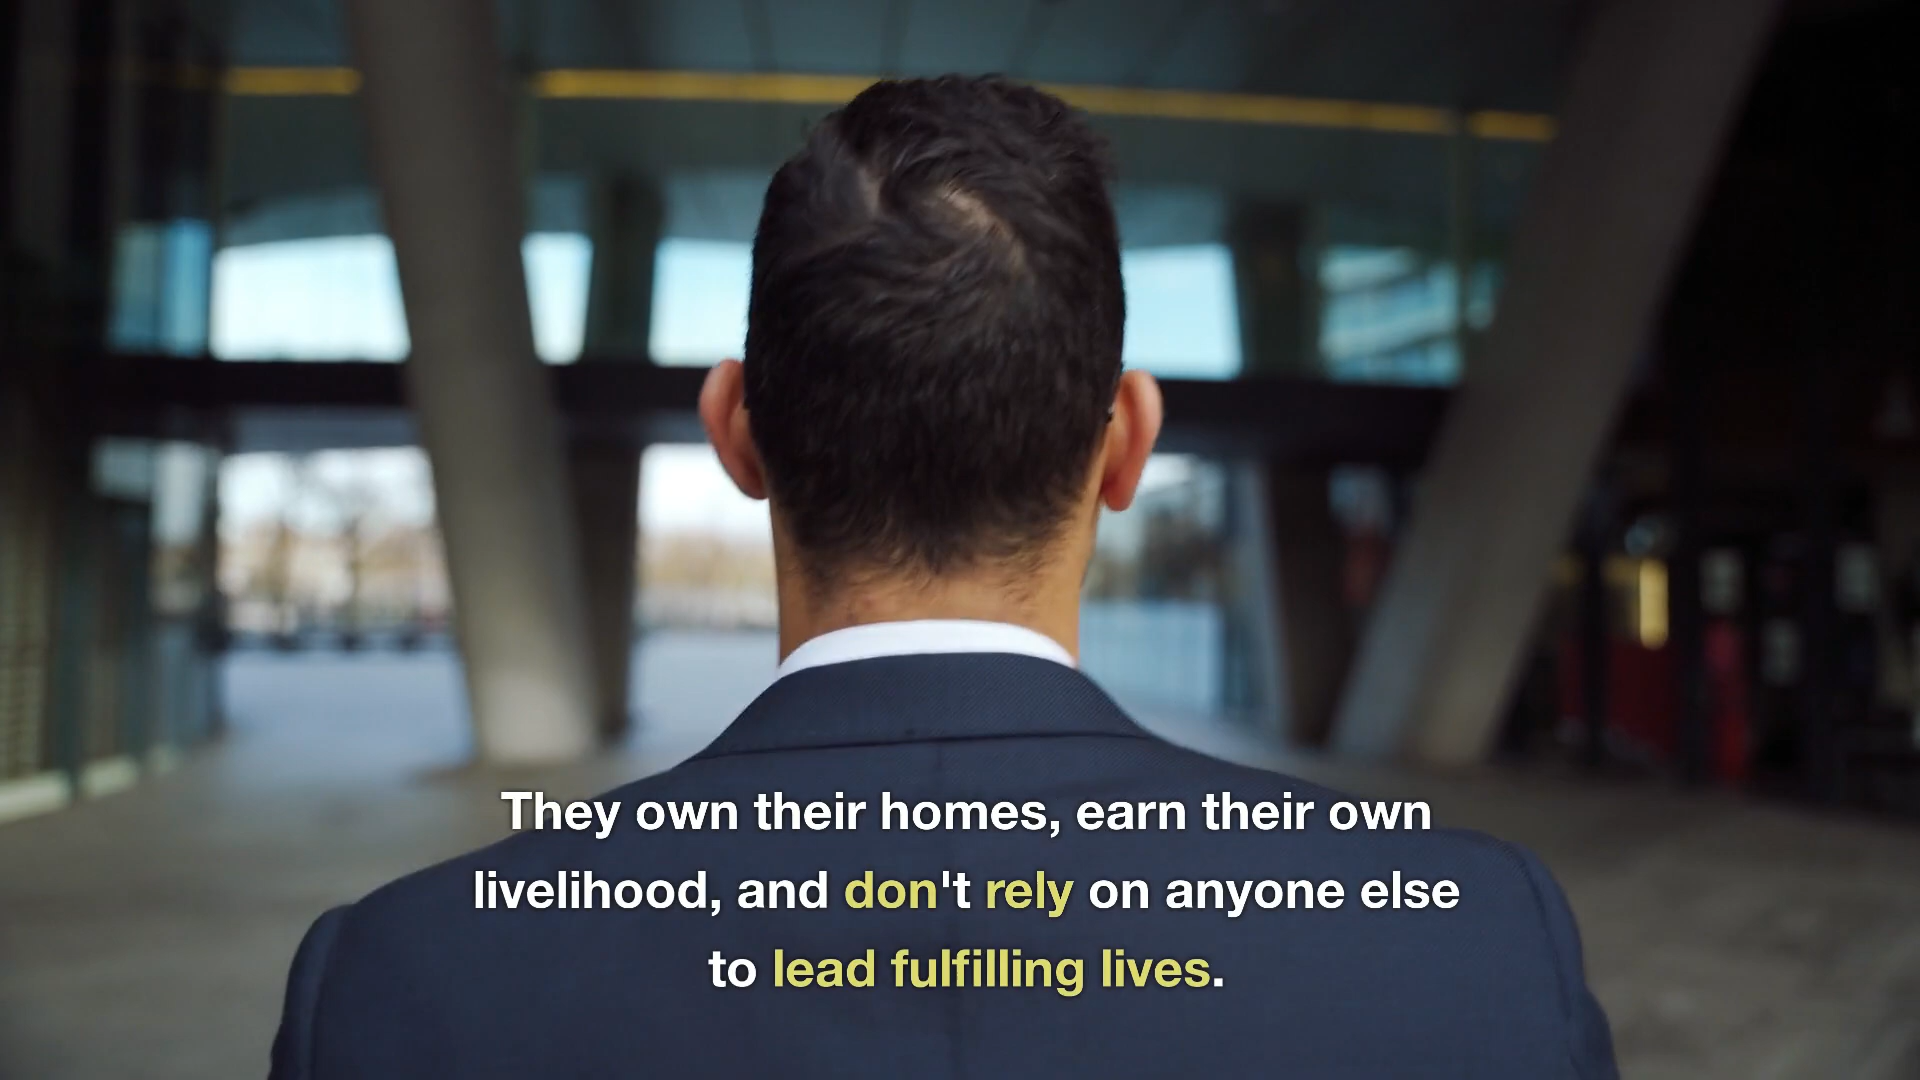 They own their homes, earn their own
livelihood, and don't rely on anyone else
to lead fulfilling lives.